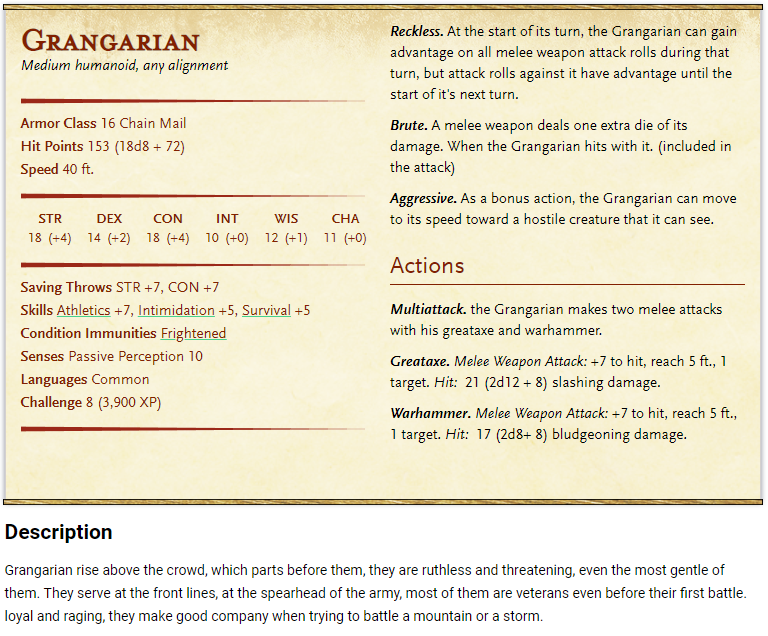 GRANGARIAN
Medium humanoid, any alignment
Armor Class 16 Chain Mail
Hit Points 153 (18d8 + 72)
Speed 40 ft.
STR DEX CON INT WIS CHA
18 (+4) 14 (+2) 18 (+4) 10 (+0) 12 (+1) 11 (+0)
Saving Throws STR +7, CON +7
Skills Athletics +7, Intimidation +5, Survival +5
Condition Immunities Frightened
Senses Passive Perception 10
Languages Common
Challenge 8 (3,900 XP)
Reckless. At the start of its turn, the Grangarian can gain
advantage on all melee weapon attack rolls during that
turn, but attack rolls against it have advantage until the
start of it's next turn.
Brute. A melee weapon deals one extra die of its
damage. When the Grangarian hits with it. (included in
the attack)
Aggressive. As a bonus action, the Grangarian can move
to its speed toward a hostile creature that it can see.
Actions
Multiattack. the Grangarian makes two melee attacks
with his greataxe and warhammer.
Greataxe. Melee Weapon Attack: +7 to hit, reach 5 ft., 1
target. Hit: 21 (2d12 + 8) slashing damage.
Warhammer. Melee Weapon Attack: +7 to hit, reach 5 ft.,
1 target. Hit: 17 (2d8+ 8) bludgeoning damage.
Description
Grangarian rise above the crowd, which parts before them, they are ruthless and threatening, even the most gentle of
them. They serve at the front lines, at the spearhead of the army, most of them are veterans even before their first battle.
loyal and raging, they make good company when trying to battle a mountain or a storm.